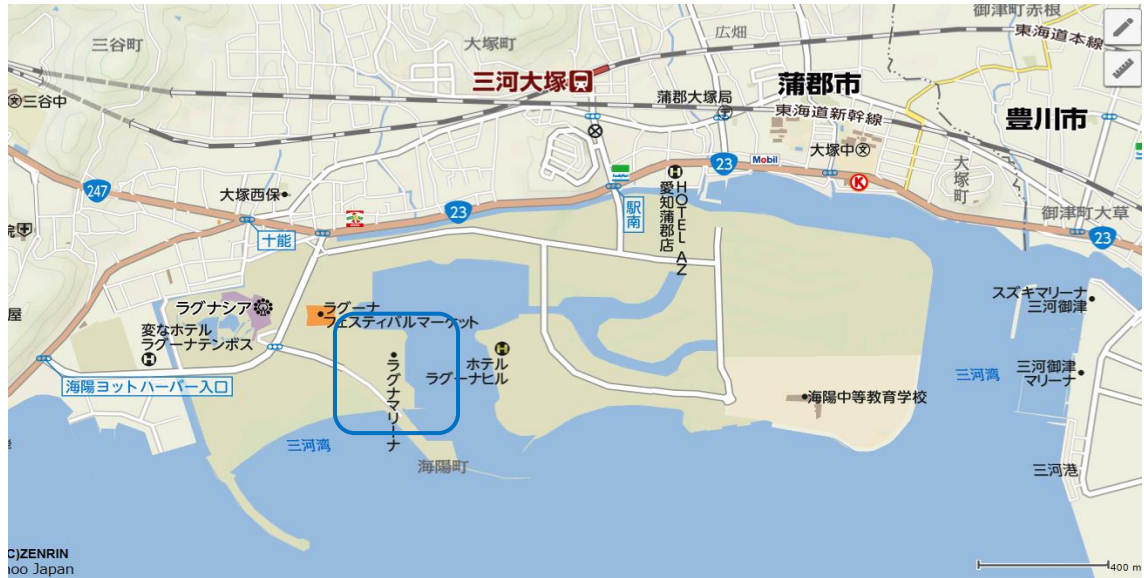 御津町赤根
三谷町
大塚町
広畑
東海道本線
三河大塚
蒲郡市
三谷中
蒲郡大塚局
東海道新幹線
豊川市
大塚中
23
Mobil
247
大塚西保
HOTEL AZ
愛知蒲郡店
K
大塚町
駅南
23
御津町大草
23
院
十能
ラグナシア
ラグーナ
フェスティバルマーケット
スズキマリーナ
三河御津
屋
変なホテル
ラグーナテンボス
H
ホテル
ラグーナヒル
海陽ヨットハーバー入口
ラグナマリーナ
三河湾
三河御津
マリーナ
海陽中等教育学校
三河湾
海陽町
三河港
C)ZENRIN
hoo Japan
400 m